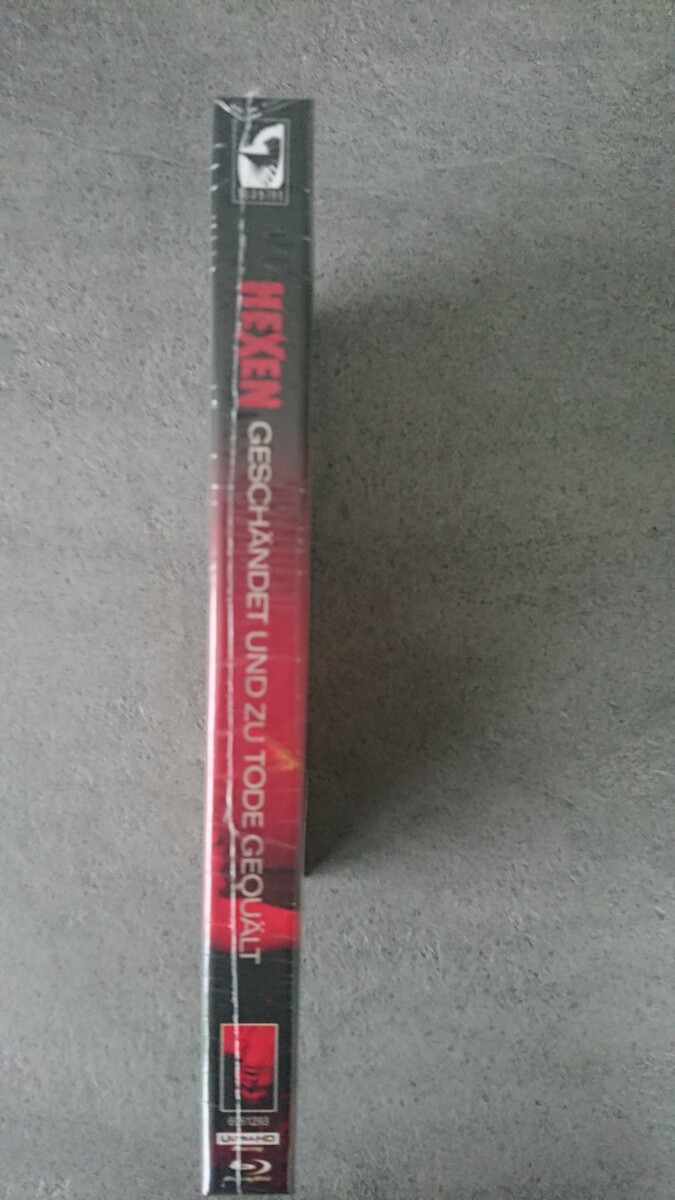 HEXEN
GESCHÄNDET UND ZU TODE GEQUÄLT
ULTRA HD